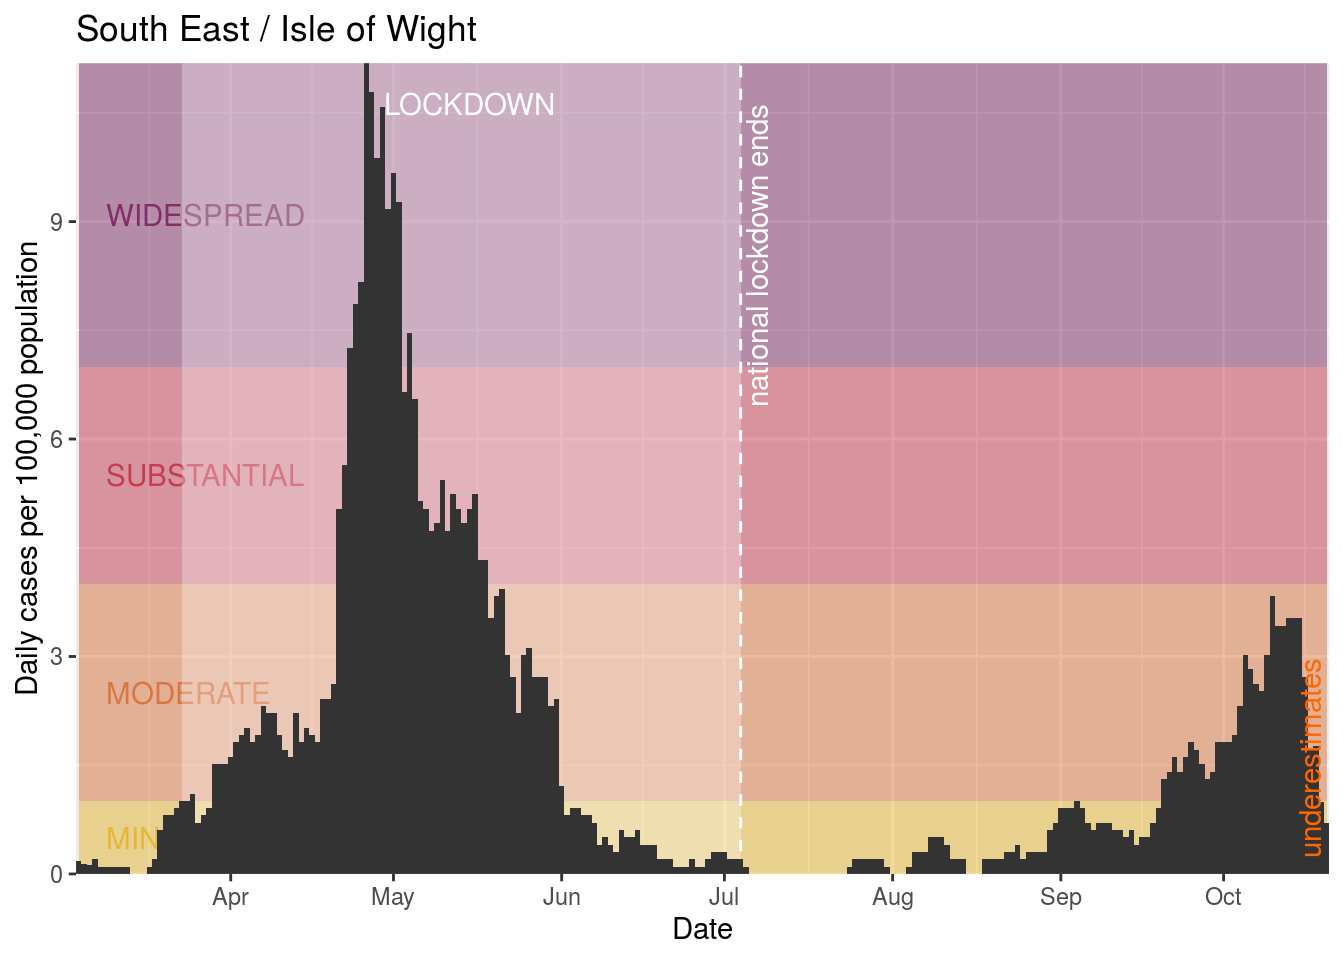 South East / Isle of Wight
LOCKDOWN
national lockdown ends
WIDESPREAD
SUBSTANTIAL
MODERATE
MIN
underestimates
Daily cases per 100,000 population
9
6
3
0
Apr
May
Jun
Jul
Aug
Sep
Oct
Date